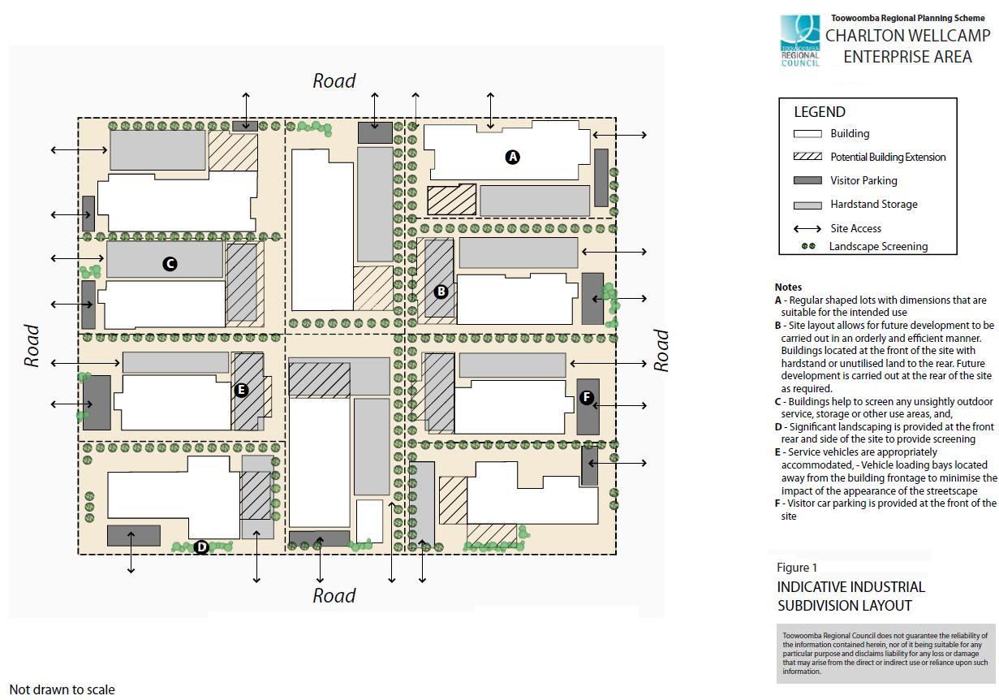 Toowoomba Regional Planning Scheme
CHARLTON WELLCAMP
ENTERPRISE AREA
TOOWOOMBA
REGIONAL
COUNCIL
Road
Road
Road
Road
A
B
C
E
F
D
LEGEND
Building
Potential Building Extension
Visitor Parking
Hardstand Storage
Site Access
Landscape Screening
Notes
A - Regular shaped lots with dimensions that are
suitable for the intended use
B - Site layout allows for future development to be
carried out in an orderly and efficient manner.
Buildings located at the front of the site with
hardstand or unutilised land to the rear. Future
development is carried out at the rear of the site
as required.
C - Buildings help to screen any unsightly outdoor
service, storage or other use areas, and,
D - Significant landscaping is provided at the front
rear and side of the site to provide screening
E - Service vehicles are appropriately
accommodated, - Vehicle loading bays located
away from the building frontage to minimise the
impact of the appearance of the streetscape
F - Visitor car parking is provided at the front of the
site
Figure 1
INDICATIVE INDUSTRIAL
SUBDIVISION LAYOUT
Toowoomba Regional Council does not guarantee the reliability of
the information contained herein, nor of it being suitable for any
particular purpose and disclaims liability for any loss or damage
that may arise from the direct or indirect use or reliance upon such
information.
Not drawn to scale